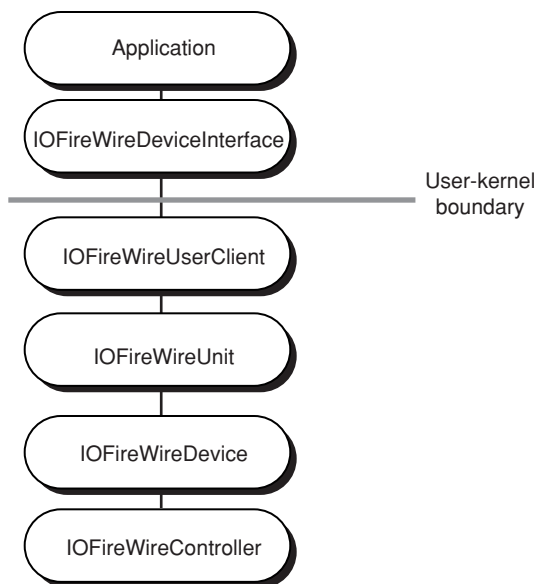 Application
IOFireWireDeviceInterface
User-kernel
boundary
IOFireWireUserClient
IOFireWireUnit
IOFireWireDevice
IOFireWireController